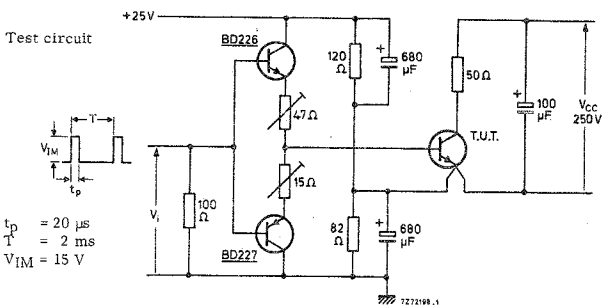 +25V
Test circuit
BD226
120
Ω
+
680
µF
50Ω
+
100
µF
VCC
250V
47Ω
T.U.T.
T
VIM
tp
Vi
100
Ω
15Ω
BD227
82
Ω
+
680
µF
tp = 20 µs
T = 2 ms
VIM = 15 V
7Z72198.1